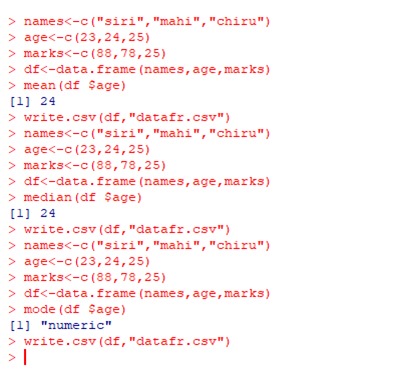 > names<-c("siri","mahi","chiru")
> age<-c(23,24,25)
> marks<-c(88,78,25)
> df<-data.frame(names,age,marks)
> mean(df $age)
[1] 24
> write.csv(df,"datafr.csv")
> names<-c("siri","mahi","chiru")
> age<-c(23,24,25)
> marks<-c(88,78,25)
> df<-data.frame(names,age,marks)
> median(df $age)
[1] 24
> write.csv(df,"datafr.csv")
> names<-c("siri","mahi","chiru")
> age<-c(23,24,25)
> marks<-c(88,78,25)
> df<-data.frame(names,age,marks)
> mode(df $age)
[1] "numeric"
> write.csv(df,"datafr.csv")
>